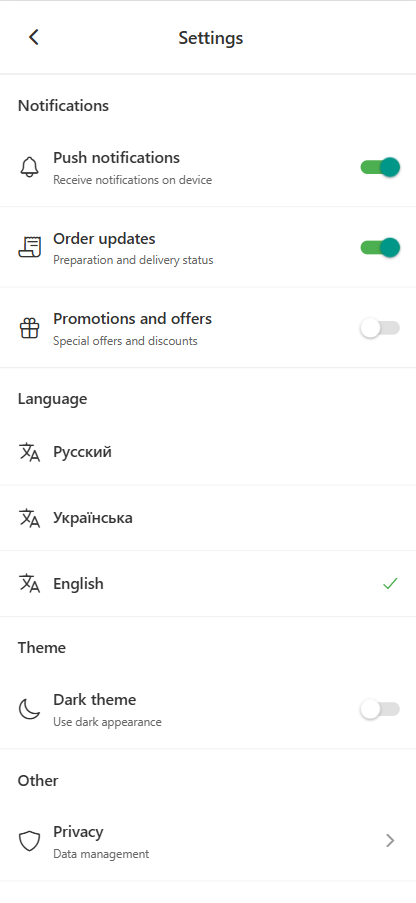 Settings
Notifications
Push notifications
Receive notifications on device
Order updates
Preparation and delivery status
Promotions and offers
Special offers and discounts
Language
Русский
Українська
English
Theme
Dark theme
Use dark appearance
Other
Privacy
Data management